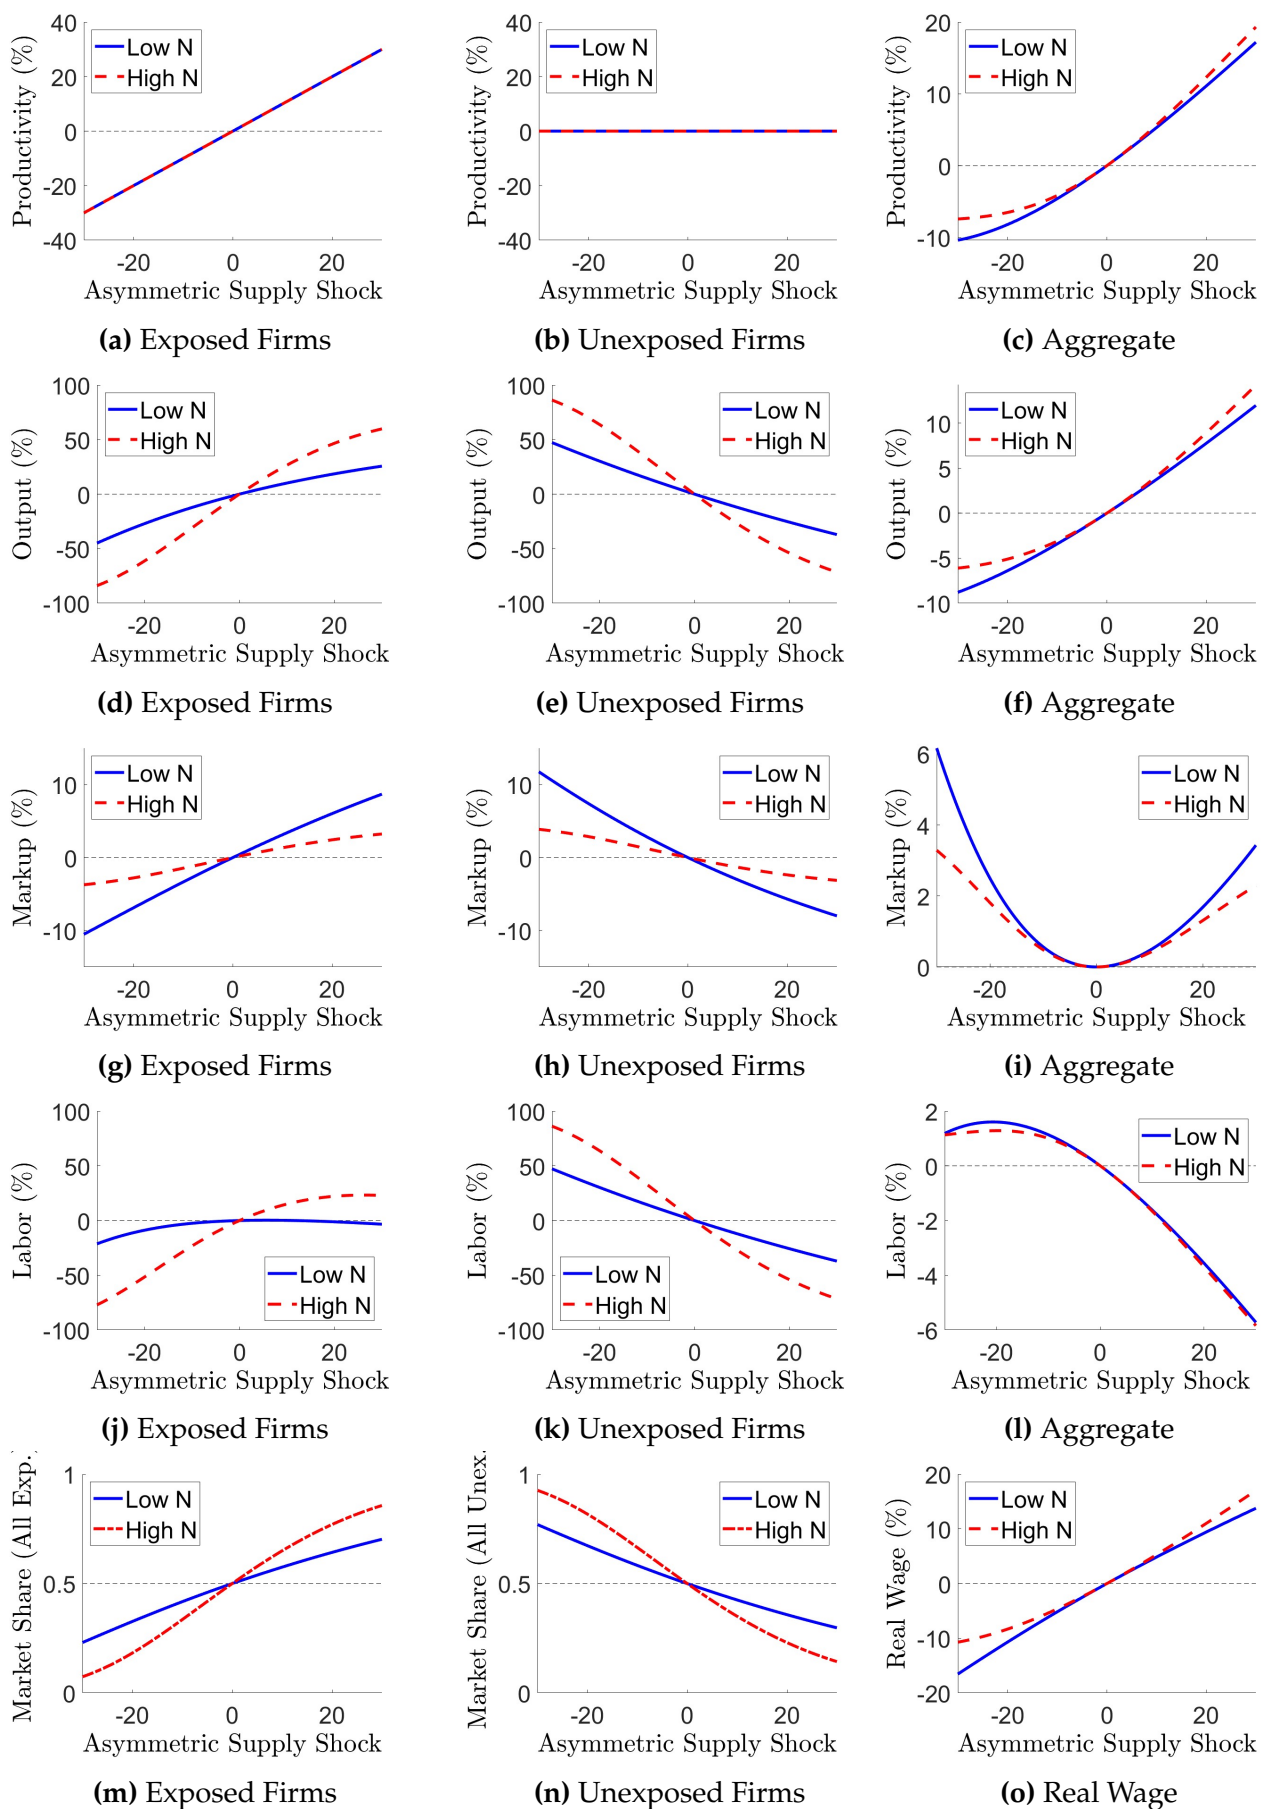 Productivity (%)
40
20
0
-20
-40
Low N
High N
-20 0 20
Asymmetric Supply Shock
(a) Exposed Firms
Productivity (%)
40
20
0
-20
-40
Low N
High N
-20 0 20
Asymmetric Supply Shock
(b) Unexposed Firms
Productivity (%)
20
10
0
-10
Low N
High N
-20 0 20
Asymmetric Supply Shock
(c) Aggregate
Output (%)
100
50
0
-50
-100
Low N
High N
-20 0 20
Asymmetric Supply Shock
(d) Exposed Firms
Output (%)
100
50
0
-50
-100
Low N
High N
-20 0 20
Asymmetric Supply Shock
(e) Unexposed Firms
Output (%)
10
5
0
-5
-10
Low N
High N
-20 0 20
Asymmetric Supply Shock
(f) Aggregate
Markup (%)
10
0
-10
Low N
High N
-20 0 20
Asymmetric Supply Shock
(g) Exposed Firms
Markup (%)
10
0
-10
Low N
High N
-20 0 20
Asymmetric Supply Shock
(h) Unexposed Firms
Markup (%)
6
4
2
0
Low N
High N
-20 0 20
Asymmetric Supply Shock
(i) Aggregate
Labor (%)
100
50
0
-50
-100
Low N
High N
-20 0 20
Asymmetric Supply Shock
(j) Exposed Firms
Labor (%)
100
50
0
-50
-100
Low N
High N
-20 0 20
Asymmetric Supply Shock
(k) Unexposed Firms
Labor (%)
2
0
-2
-4
-6
Low N
High N
-20 0 20
Asymmetric Supply Shock
(l) Aggregate
Market Share (All Exp.)
1
0.5
0
Low N
High N
-20 0 20
Asymmetric Supply Shock
(m) Exposed Firms
Market Share (All Unex.
1
0.5
0
Low N
High N
-20 0 20
Asymmetric Supply Shock
(n) Unexposed Firms
Real Wage (%)
20
10
0
-10
-20
Low N
High N
-20 0 20
Asymmetric Supply Shock
(o) Real Wage